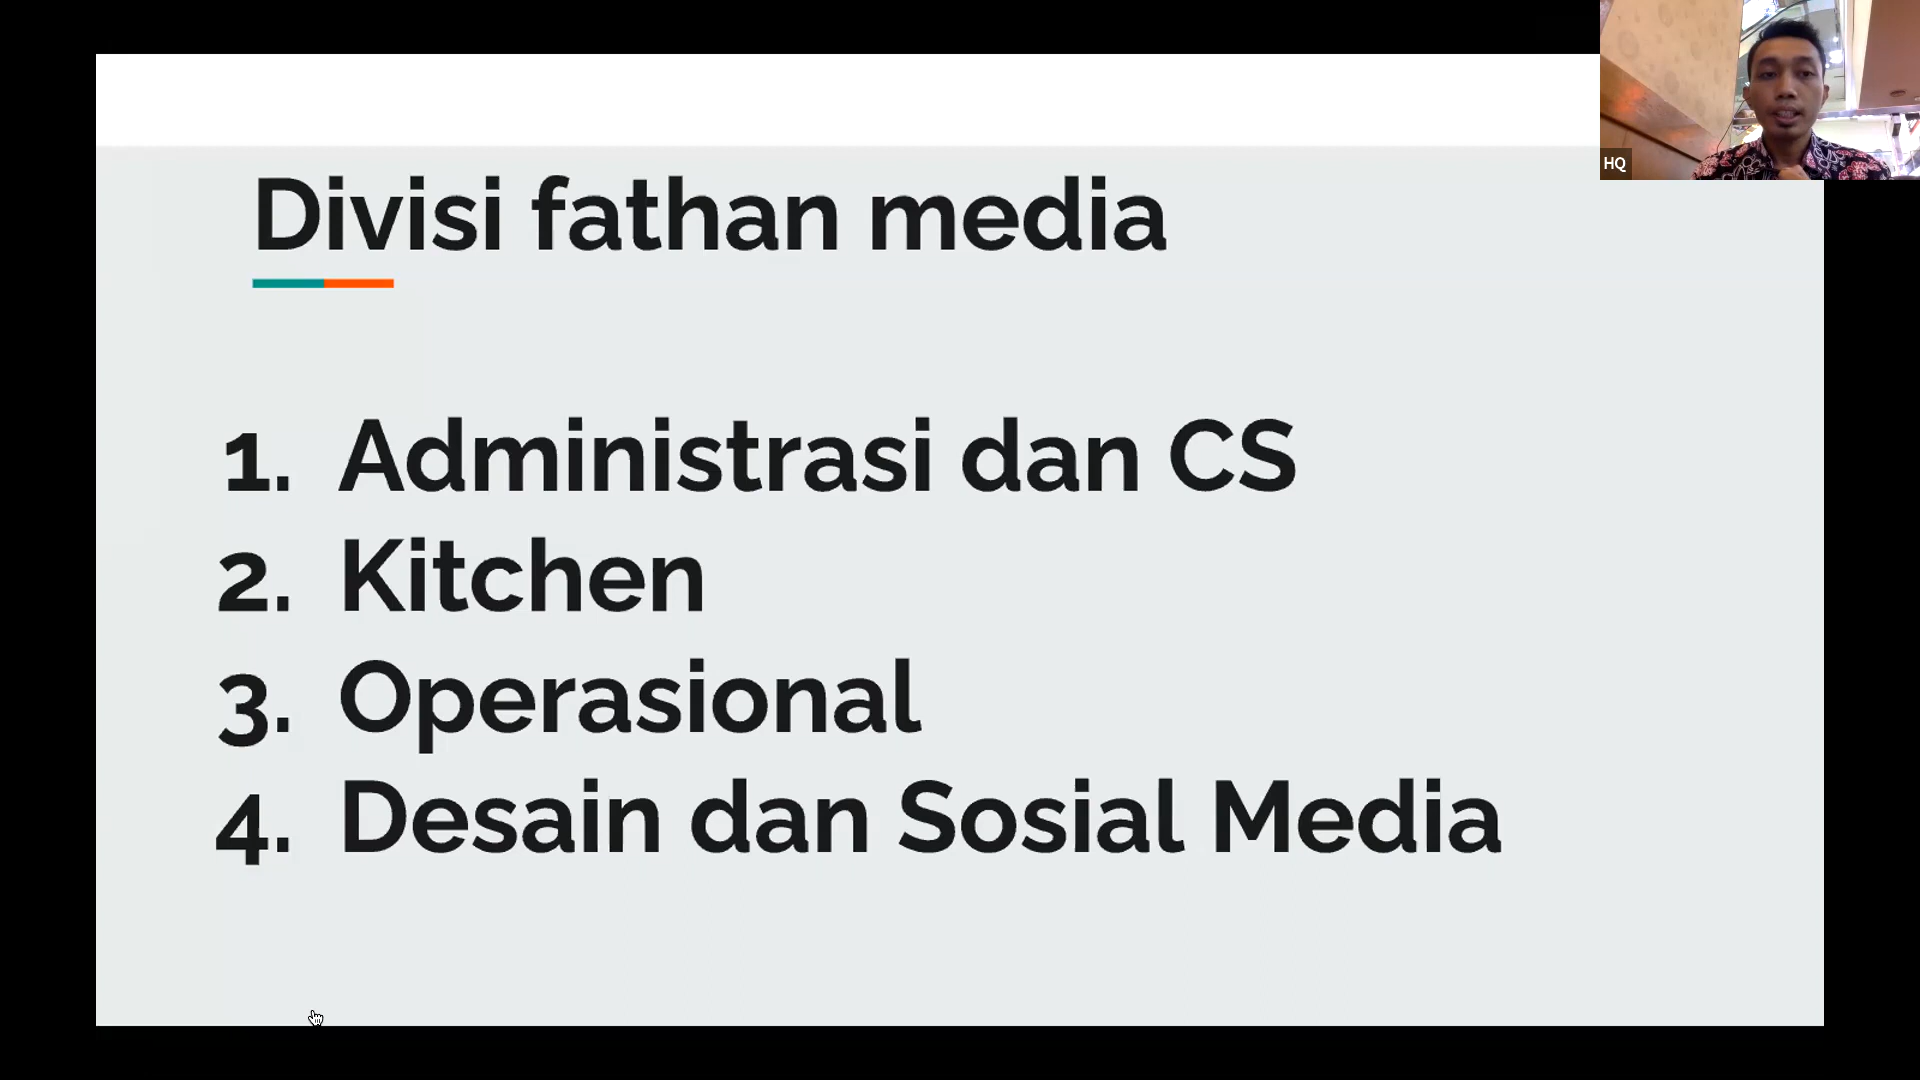 Divisi fathan media
1. Administrasi dan CS
2. Kitchen
3. Operasional
4. Desain dan Sosial Media
HQ